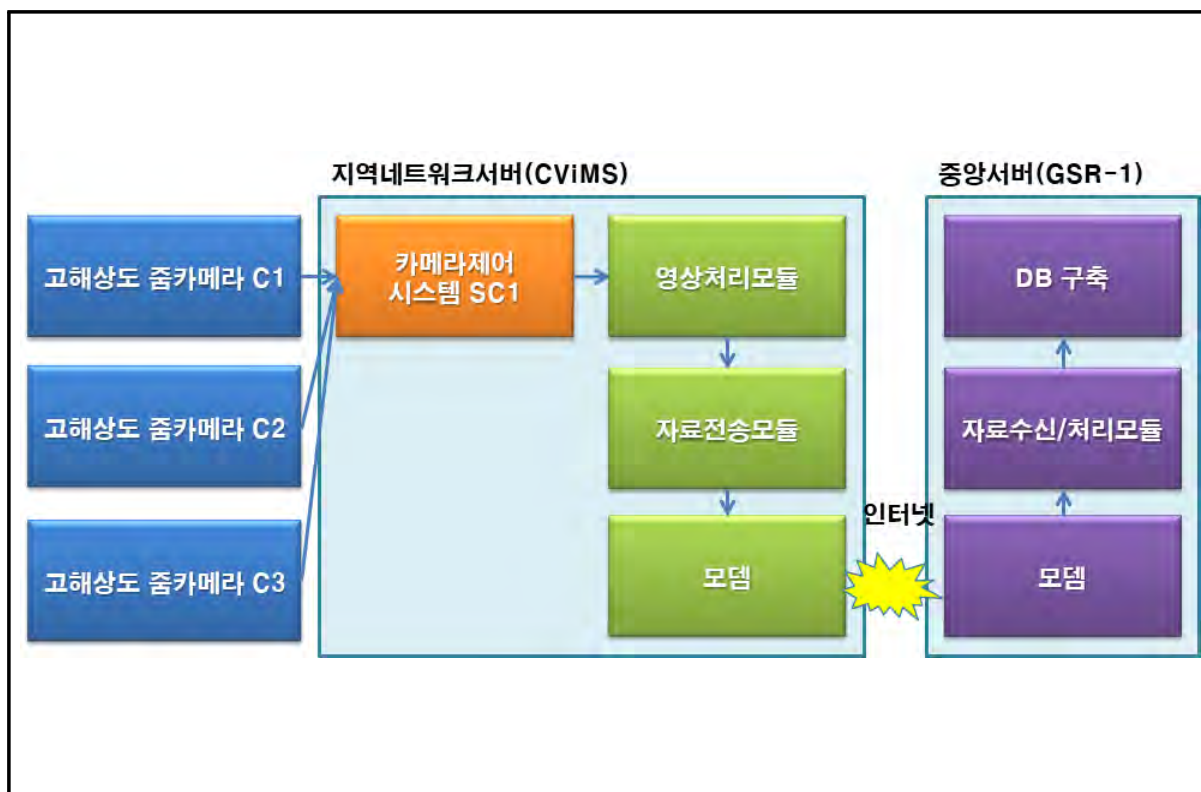 지역네트워크서버(CViMS)
중앙서버(GSR-1)
고해상도 줌카메라 C1
카메라제어
시스템 SC1
영상처리모듈
DB 구축
고해상도 줌카메라 C2
자료전송모듈
자료수신/처리모듈
인터넷
고해상도 줌카메라 C3
모뎀
모뎀